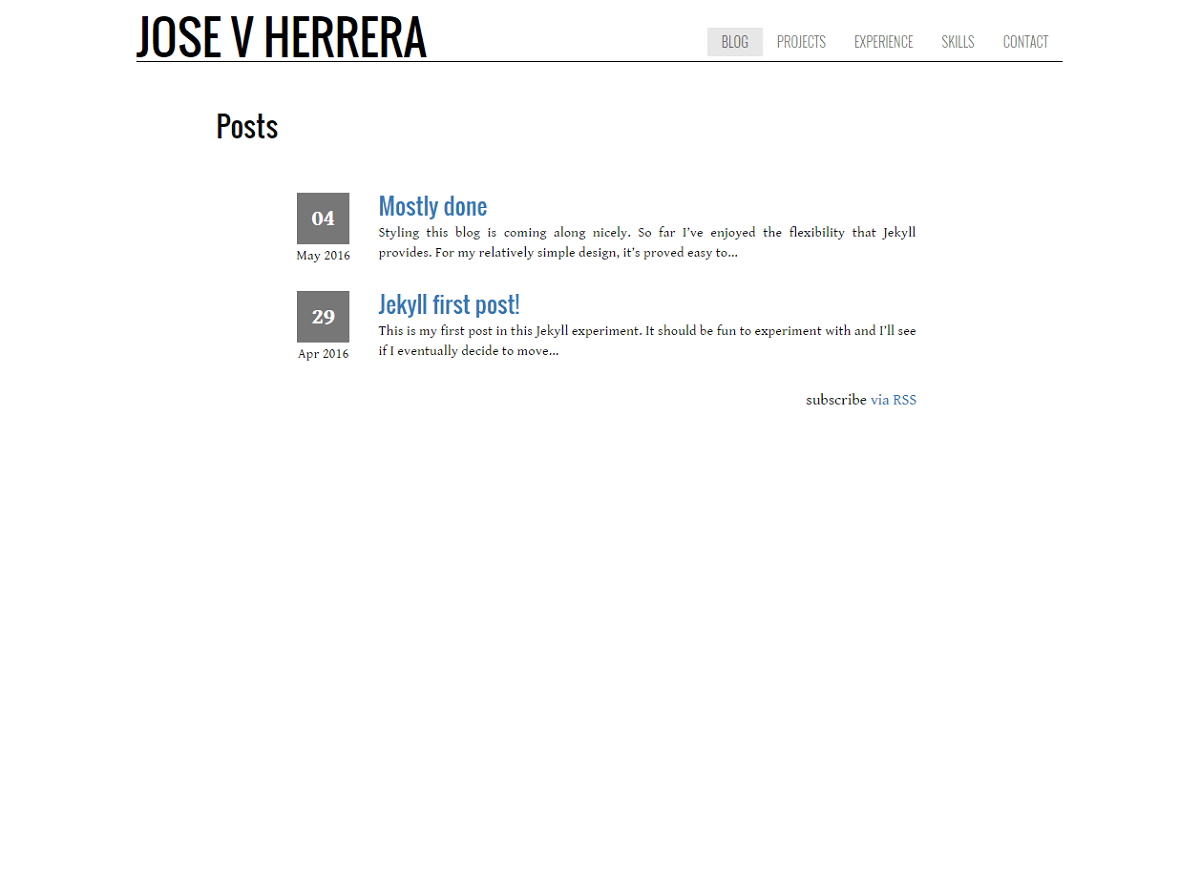 JOSE V HERRERA
BLOG PROJECTS EXPERIENCE SKILLS CONTACT
Posts
04
May 2016
Mostly done
Styling this blog is coming along nicely. So far I've enjoyed the flexibility that Jekyll
provides. For my relatively simple design, it's proved easy to...
29
Apr 2016
Jekyll first post!
This is my first post in this Jekyll experiment. It should be fun to experiment with and I'll see
if I eventually decide to move...
subscribe via RSS